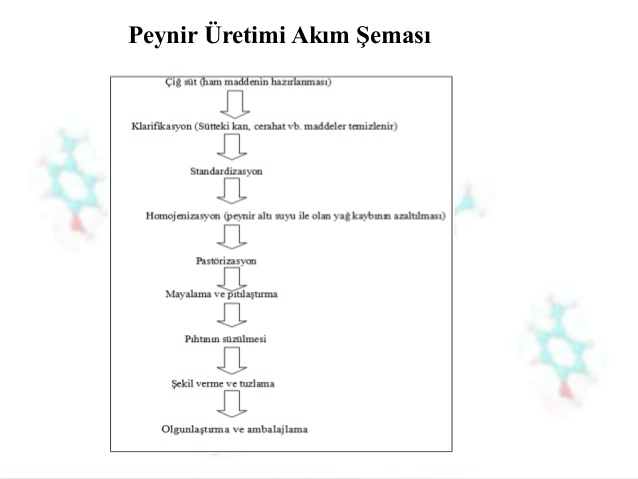 Peynir Üretimi Akım Şeması
Çiğ süt (ham maddenin hazırlanması)
Klarifikasyon (Sütteki kan, cerahat vb. maddeler temizlenir)
Standardizasyon
Homojenizasyon (peynir altı suyu ile olan yağ kaybının azaltılması)
Pastörizasyon
Mayalama ve pıtılaştırma
Pıhtının süzülmesi
Şekil verme ve tuzlama
Olgunlaştırma ve ambalajlama